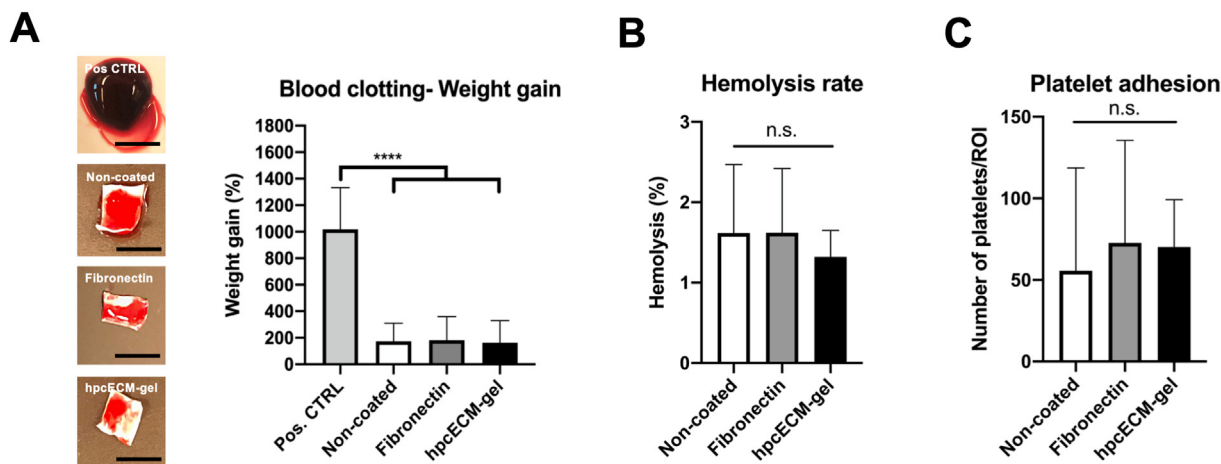 A
Pos CTRL
Non-coated
Fibronectin
hpcECM-gel
Blood clotting- Weight gain
Weight gain (%)
1800
1600
1400
1200
1000
800
600
400
200
0
****
Pos. CTRL
Non-coated
Fibronectin
hpcECM-gel
B
Hemolysis rate
Hemolysis (%)
3
2
1
0
n.s.
Non-coated
Fibronectin
hpcECM-gel
C
Platelet adhesion
Number of platelets/ROI
150
100
50
0
n.s.
Non-coated
Fibronectin
hpcECM-gel